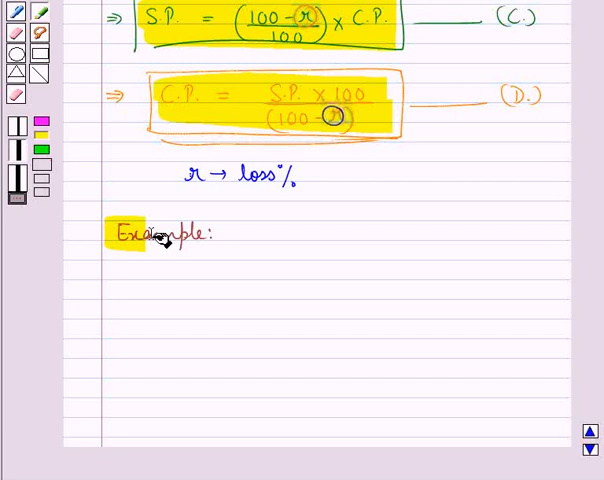 ⇒ S.P. = (100 - r / 100) × C.P. —— (C.)
⇒ C.P. = S.P. × 100 / (100 - r) —— (D.)
r → loss%
Example: